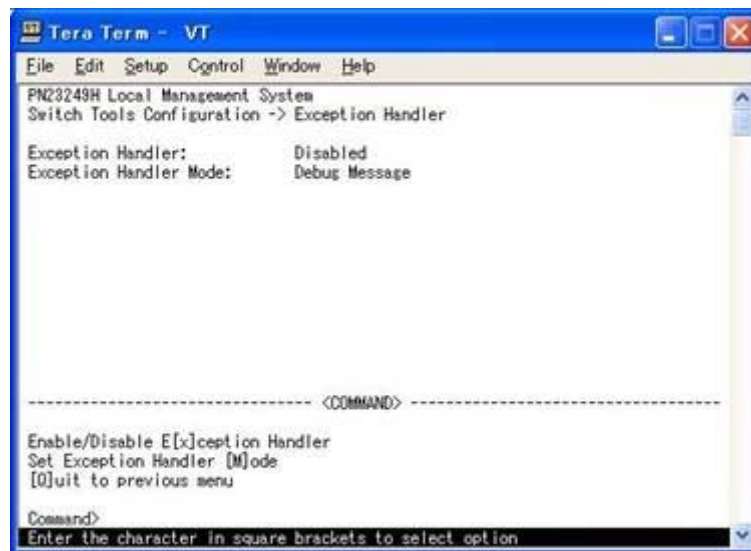 Tera Term - VT
File Edit Setup Control Window Help
PN23249H Local Management System
Switch Tools Configuration -> Exception Handler
Exception Handler: Disabled
Exception Handler Mode: Debug Message
-------------------------------- <COMMAND> -----------------------------------
Enable/Disable E[x]ception Handler
Set Exception Handler [M]ode
[Q]uit to previous menu
Command>
Enter the character in square brackets to select option